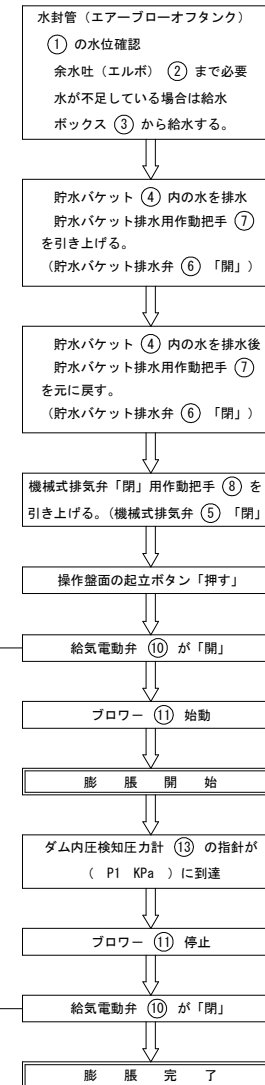 水封管（エアーブローオフタンク）
① の水位確認
余水吐（エルボ） ② まで必要
水が不足している場合は給水
ボックス ③ から給水する。
貯水バケット ④ 内の水を排水
貯水バケット排水用作動把手 ⑦
を引き上げる。
（貯水バケット排水弁 ⑥ 「開」）
貯水バケット ④ 内の水を排水後
貯水バケット排水用作動把手 ⑦
を元に戻す。
（貯水バケット排水弁 ⑥ 「閉」）
機械式排気弁「閉」用作動把手 ⑧ を
引き上げる。（機械式排気弁 ⑤ 「閉」
操作盤面の起立ボタン「押す」
給気電動弁 ⑩ が「開」
ブロワー ⑪ 始動
膨 脹 開 始
ダム内圧検知圧力計 ⑬ の指針が
（ P1 KPa ）に到達
ブロワー ⑪ 停止
給気電動弁 ⑩ が「閉」
膨 脹 完 了